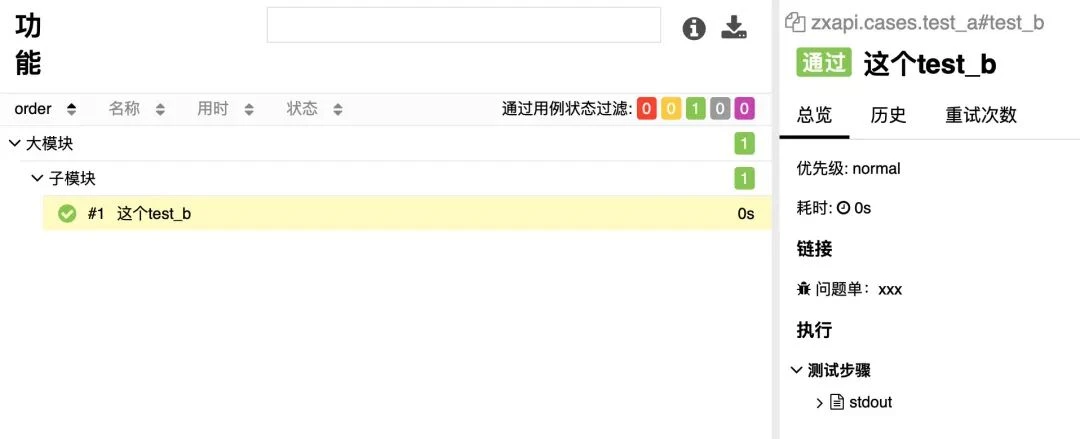 功
能
order 名称 用时 状态 通过用例状态过滤: 0 0 1 0 0
大模块 1
子模块 1
#1 这个test_b 0s
zxapi.cases.test_a#test_b
通过 这个test_b
总览 历史 重试次数
优先级: normal
耗时: 0s
链接
问题单：xxx
执行
测试步骤
stdout